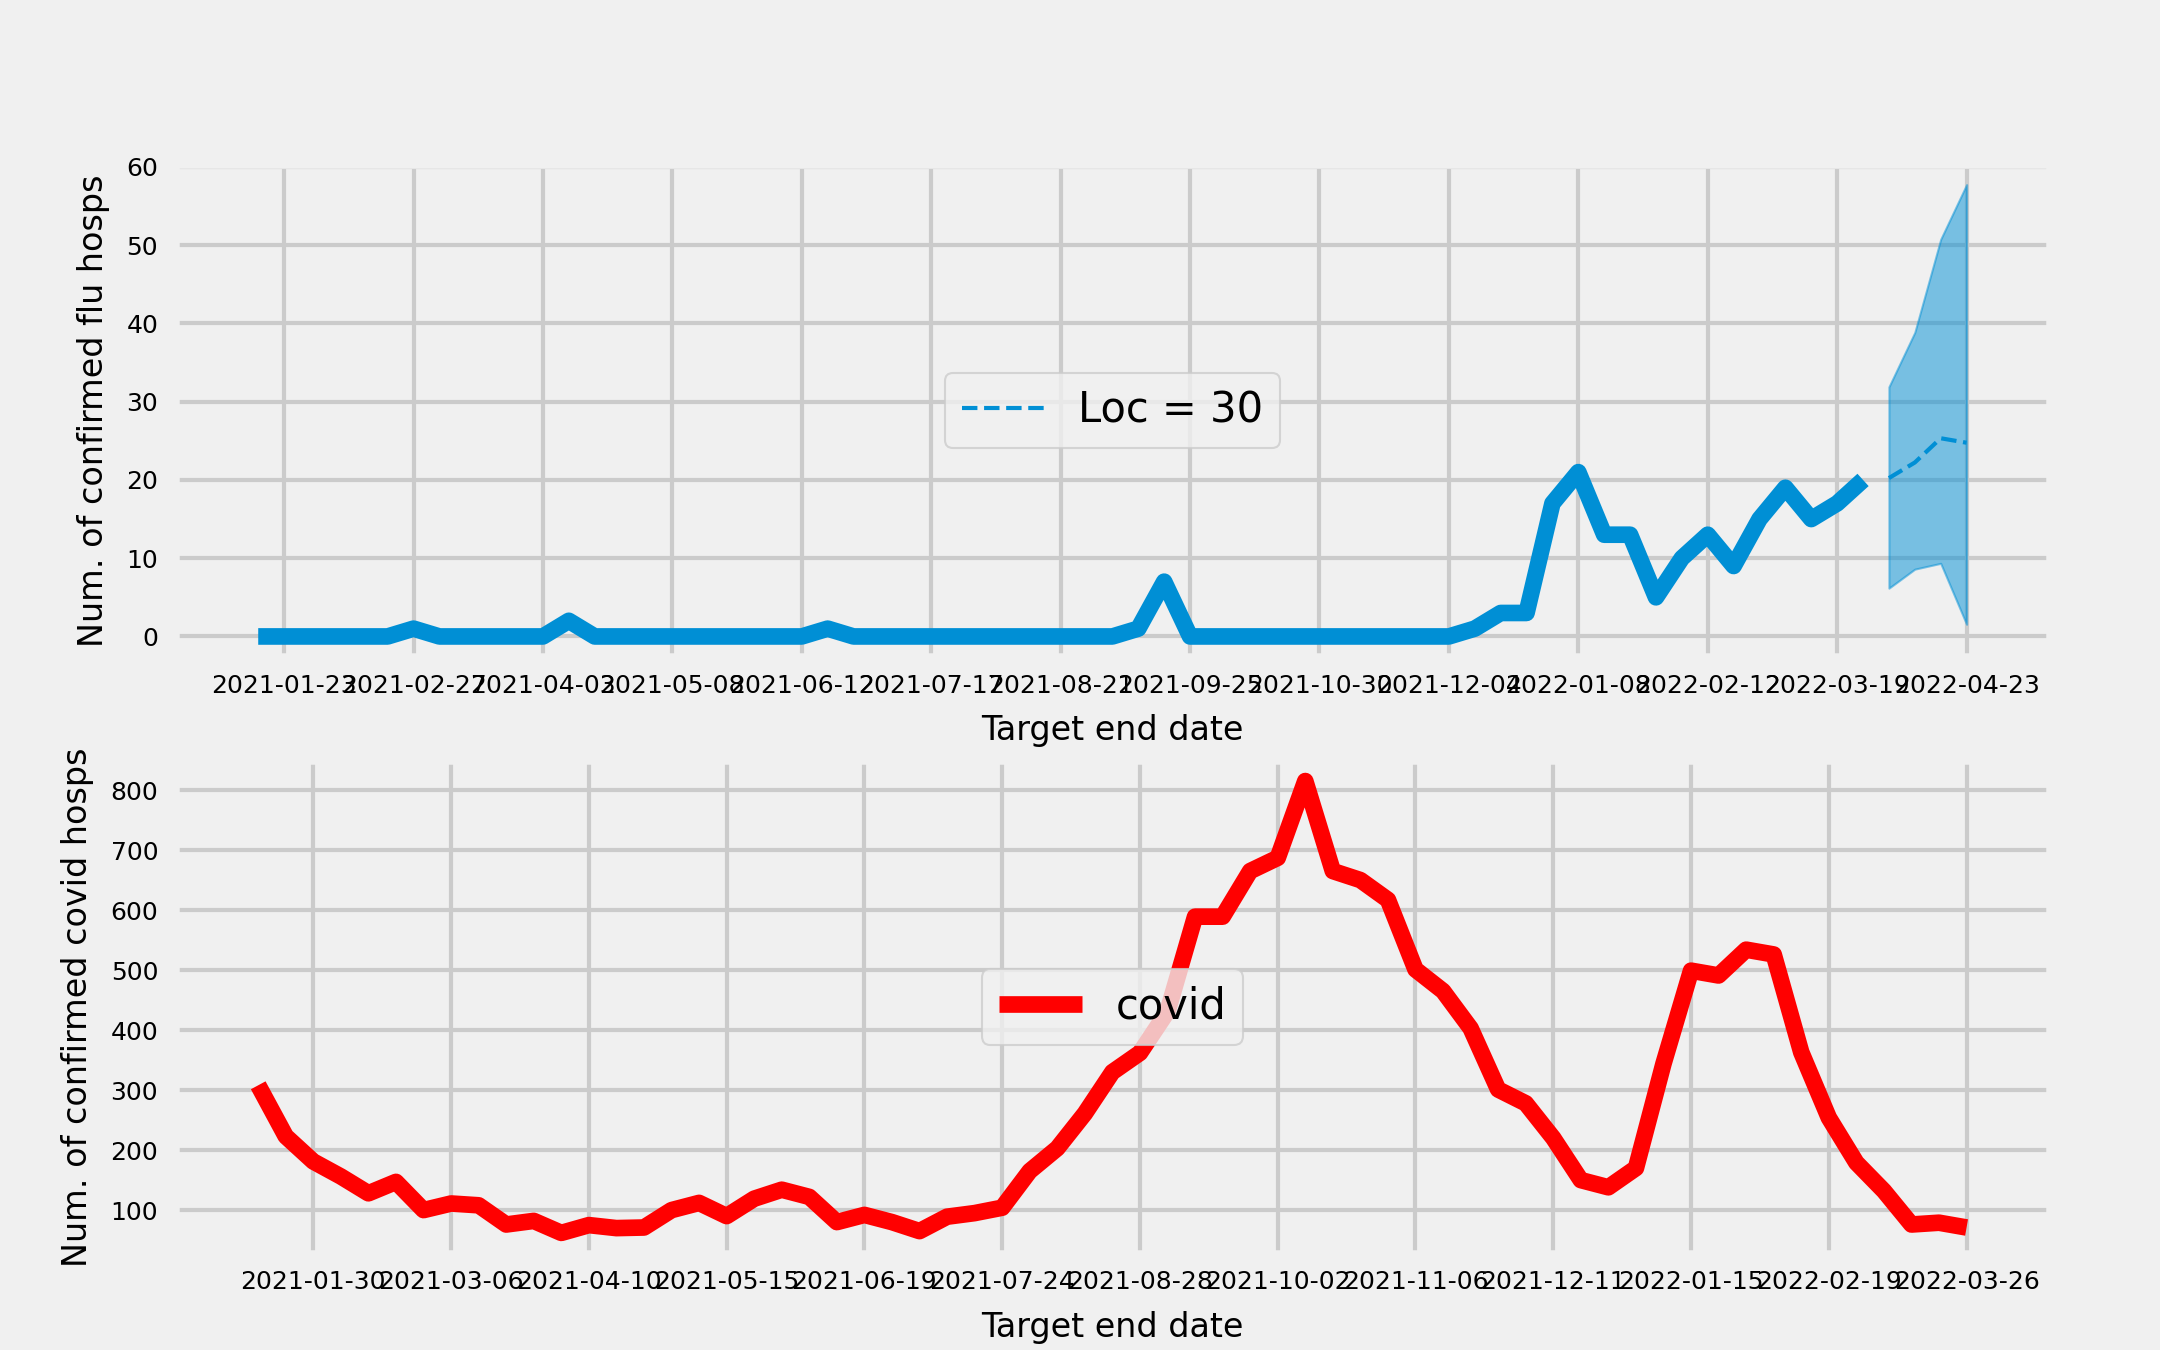 Num. of confirmed flu hosps
60
50
40
30
20
10
0
Loc = 30
2021-01-23 2021-02-27 2021-04-03 2021-05-08 2021-06-12 2021-07-17 2021-08-21 2021-09-25 2021-10-30 2021-12-04 2022-01-08 2022-02-12 2022-03-19 2022-04-23
Target end date
Num. of confirmed covid hosps
800
700
600
500
400
300
200
100
covid
2021-01-30 2021-03-06 2021-04-10 2021-05-15 2021-06-19 2021-07-24 2021-08-28 2021-10-02 2021-11-06 2021-12-11 2022-01-15 2022-02-19 2022-03-26
Target end date